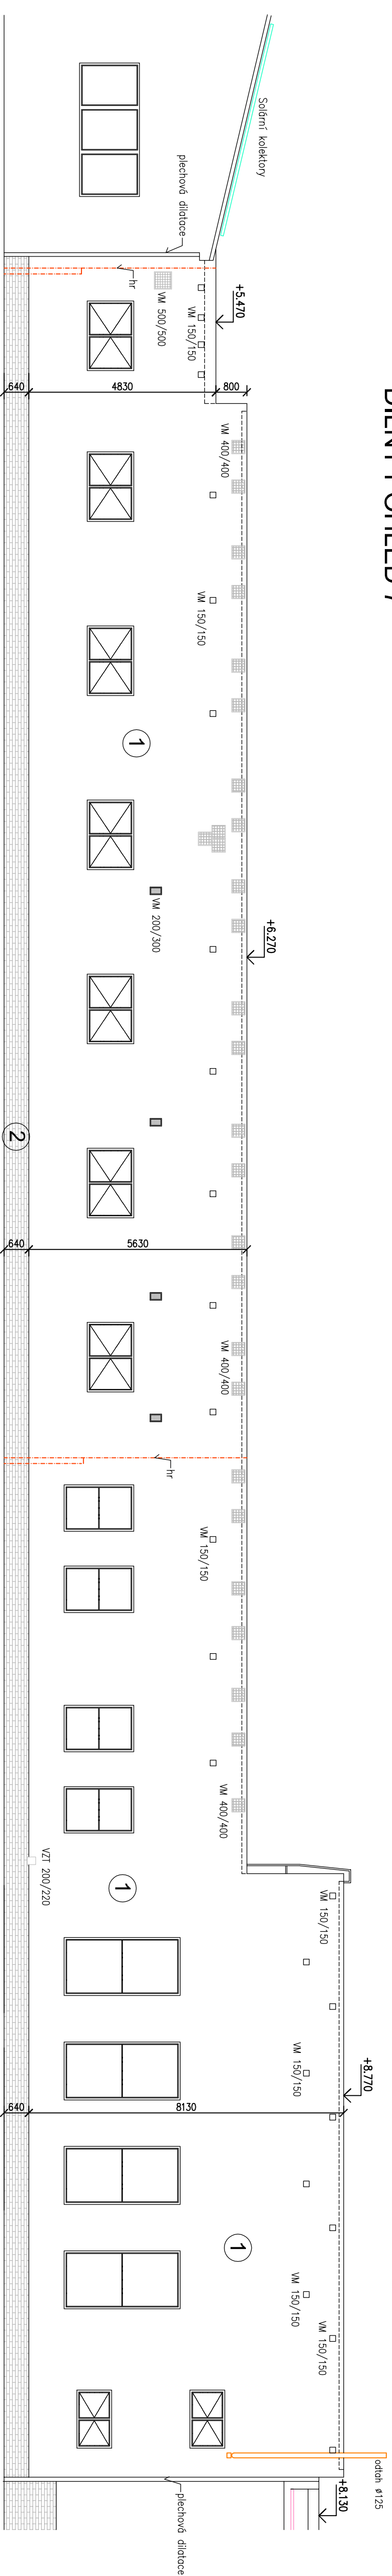 DÍLČÍ POHLED 7
Solární kolektory
plechová dilatace
+5.470
hr
VM 500/500
VM 150/150
640
4830
800
VM 400/400
VM 150/150
1
+6.270
VM 200/300
2
640
5630
VM 400/400
hr
VM 150/150
VM 400/400
VZT 200/220
1
VM 150/150
+8.770
VM 150/150
640
8130
1
VM 150/150
VM 150/150
odtah ø125
+8.130
plechová dilatace